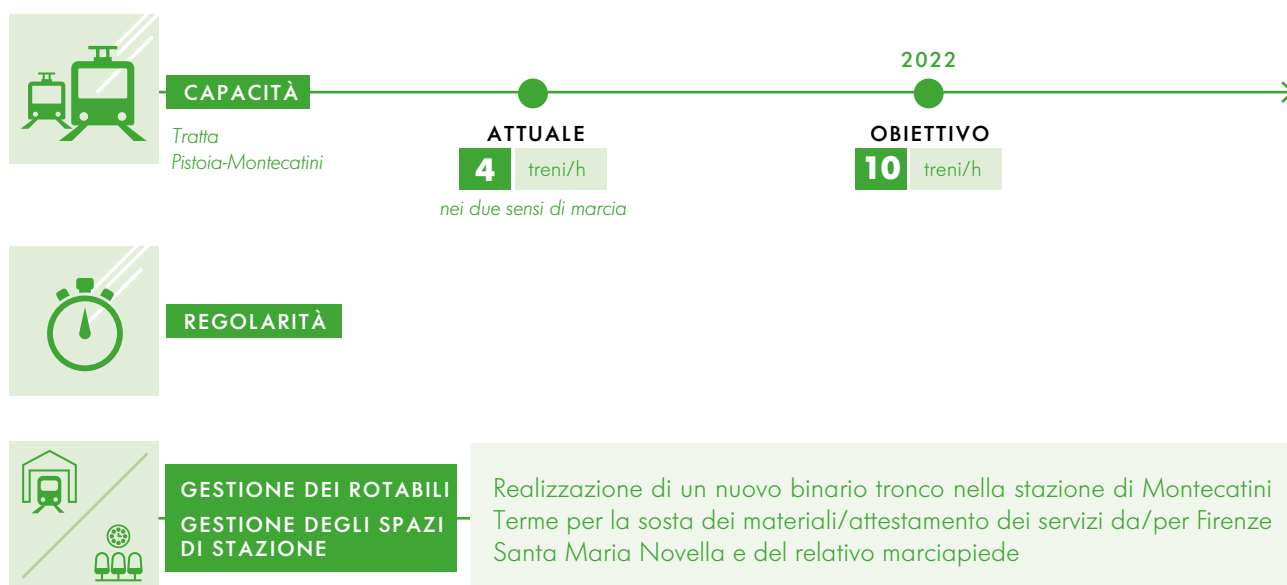 2022
CAPACITÀ
Tratta
Pistoia-Montecatini
ATTUALE
4 treni/h
nei due sensi di marcia
OBIETTIVO
10 treni/h
REGOLARITÀ
GESTIONE DEI ROTABILI
GESTIONE DEGLI SPAZI
DI STAZIONE
Realizzazione di un nuovo binario tronco nella stazione di Montecatini
Terme per la sosta dei materiali/attestamento dei servizi da/per Firenze
Santa Maria Novella e del relativo marciapiede